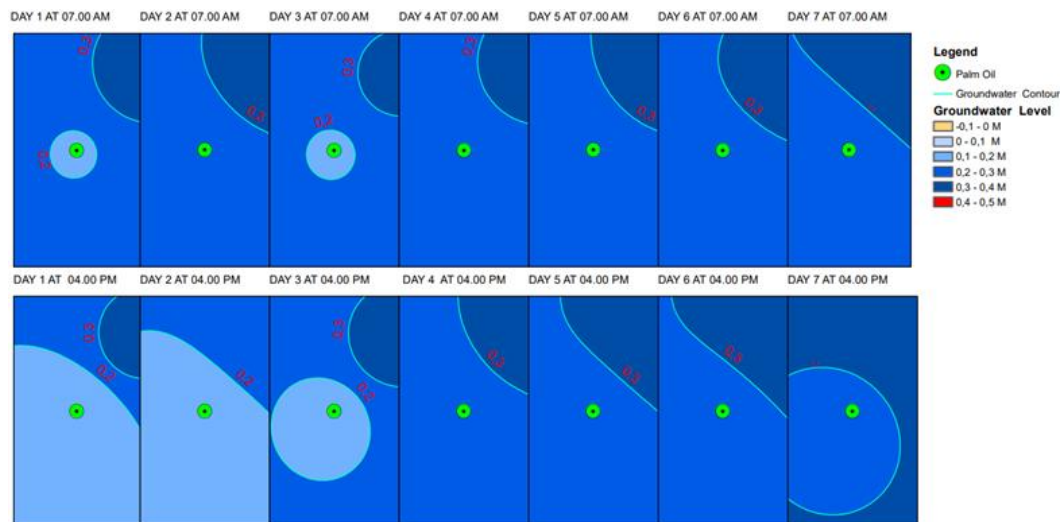 DAY 1 AT 07.00 AM DAY 2 AT 07.00 AM DAY 3 AT 07.00 AM DAY 4 AT 07.00 AM DAY 5 AT 07.00 AM DAY 6 AT 07.00 AM DAY 7 AT 07.00 AM
0.3
0.3
0.3
0.3
0.3
0.3
0.2
0.2
Legend
Palm Oil
Groundwater Contour
Groundwater Level
-0,1 - 0 M
0 - 0,1 M
0,1 - 0,2 M
0,2 - 0,3 M
0,3 - 0,4 M
0,4 - 0,5 M
DAY 1 AT 04.00 PM DAY 2 AT 04.00 PM DAY 3 AT 04.00 PM DAY 4 AT 04.00 PM DAY 5 AT 04.00 PM DAY 6 AT 04.00 PM DAY 7 AT 04.00 PM
0.3
0.2
0.2
0.3
0.2
0.3
0.3
0.3